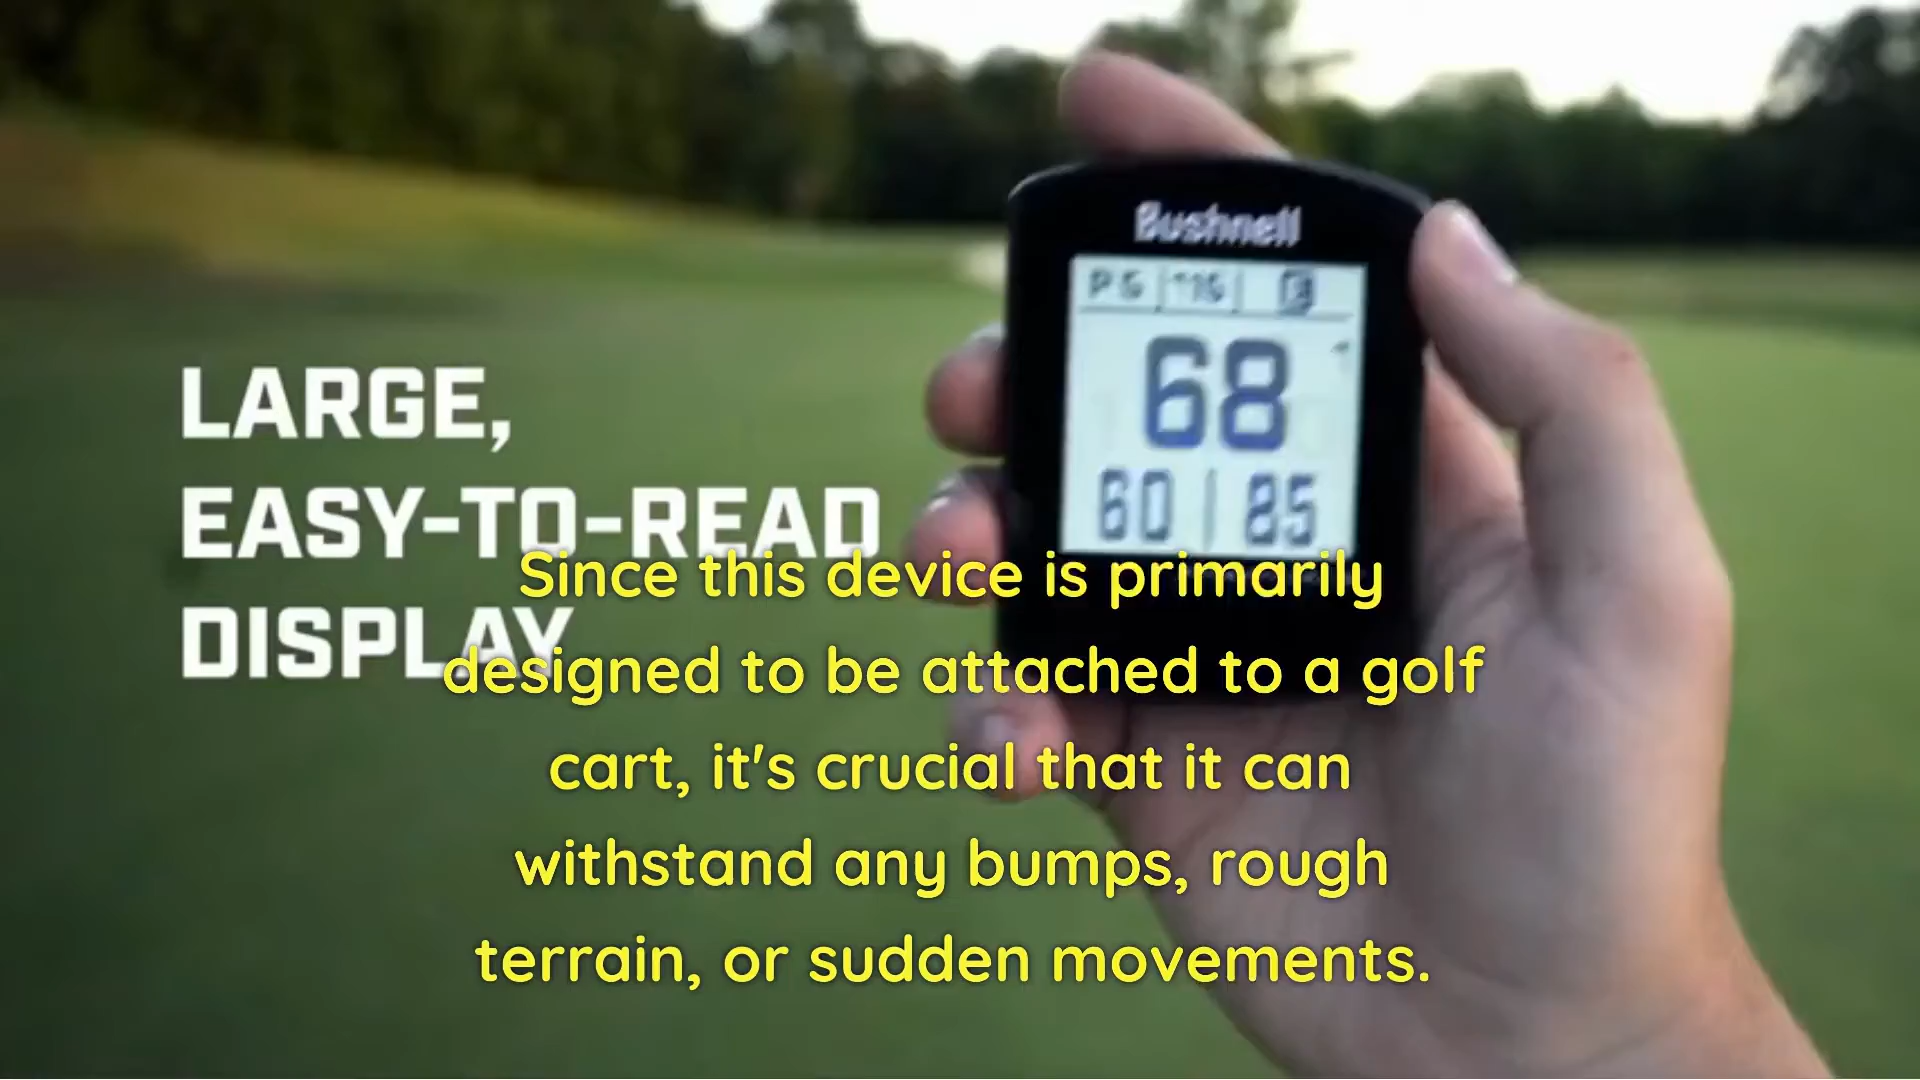 Bushnell
68
60 | 85
LARGE,
EASY-TO-READ
DISPLAY
Since this device is primarily
designed to be attached to a golf
cart, it's crucial that it can
withstand any bumps, rough
terrain, or sudden movements.